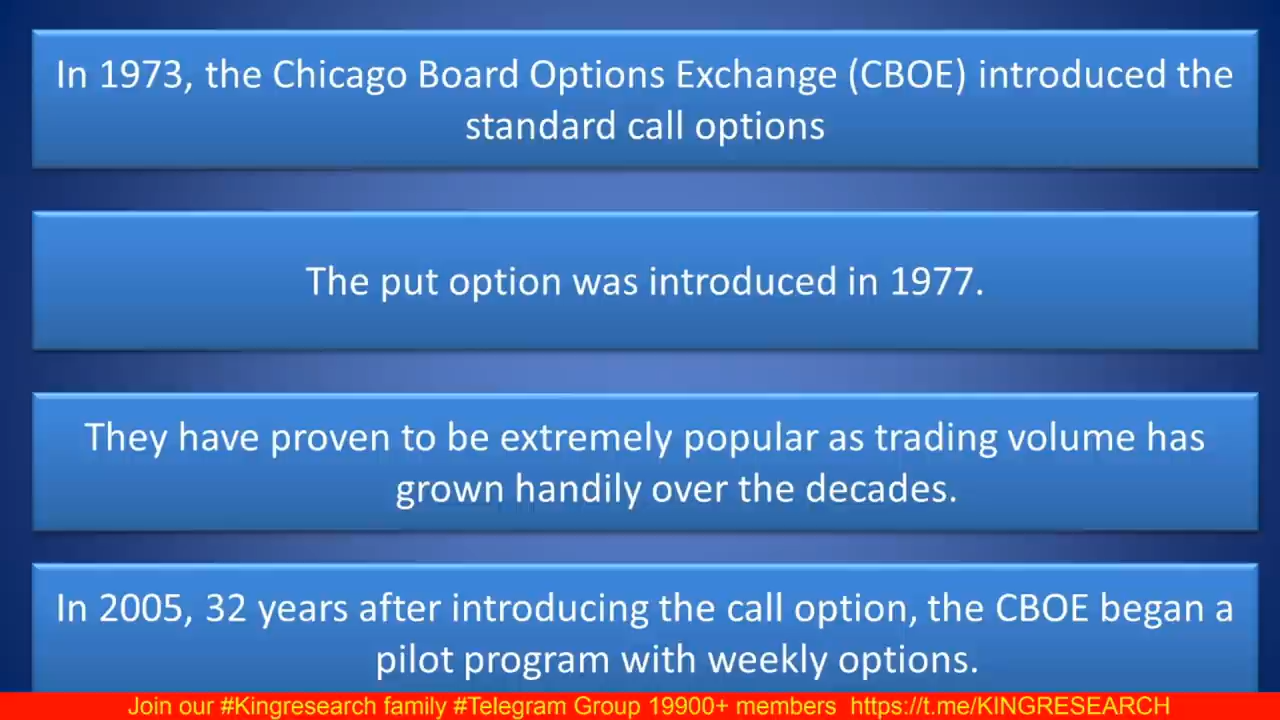 In 1973, the Chicago Board Options Exchange (CBOE) introduced the
standard call options
The put option was introduced in 1977.
They have proven to be extremely popular as trading volume has
grown handily over the decades.
In 2005, 32 years after introducing the call option, the CBOE began a
pilot program with weekly options.
Join our #Kingresearch family #Telegram Group 19900+ members https://t.me/KINGRESEARCH